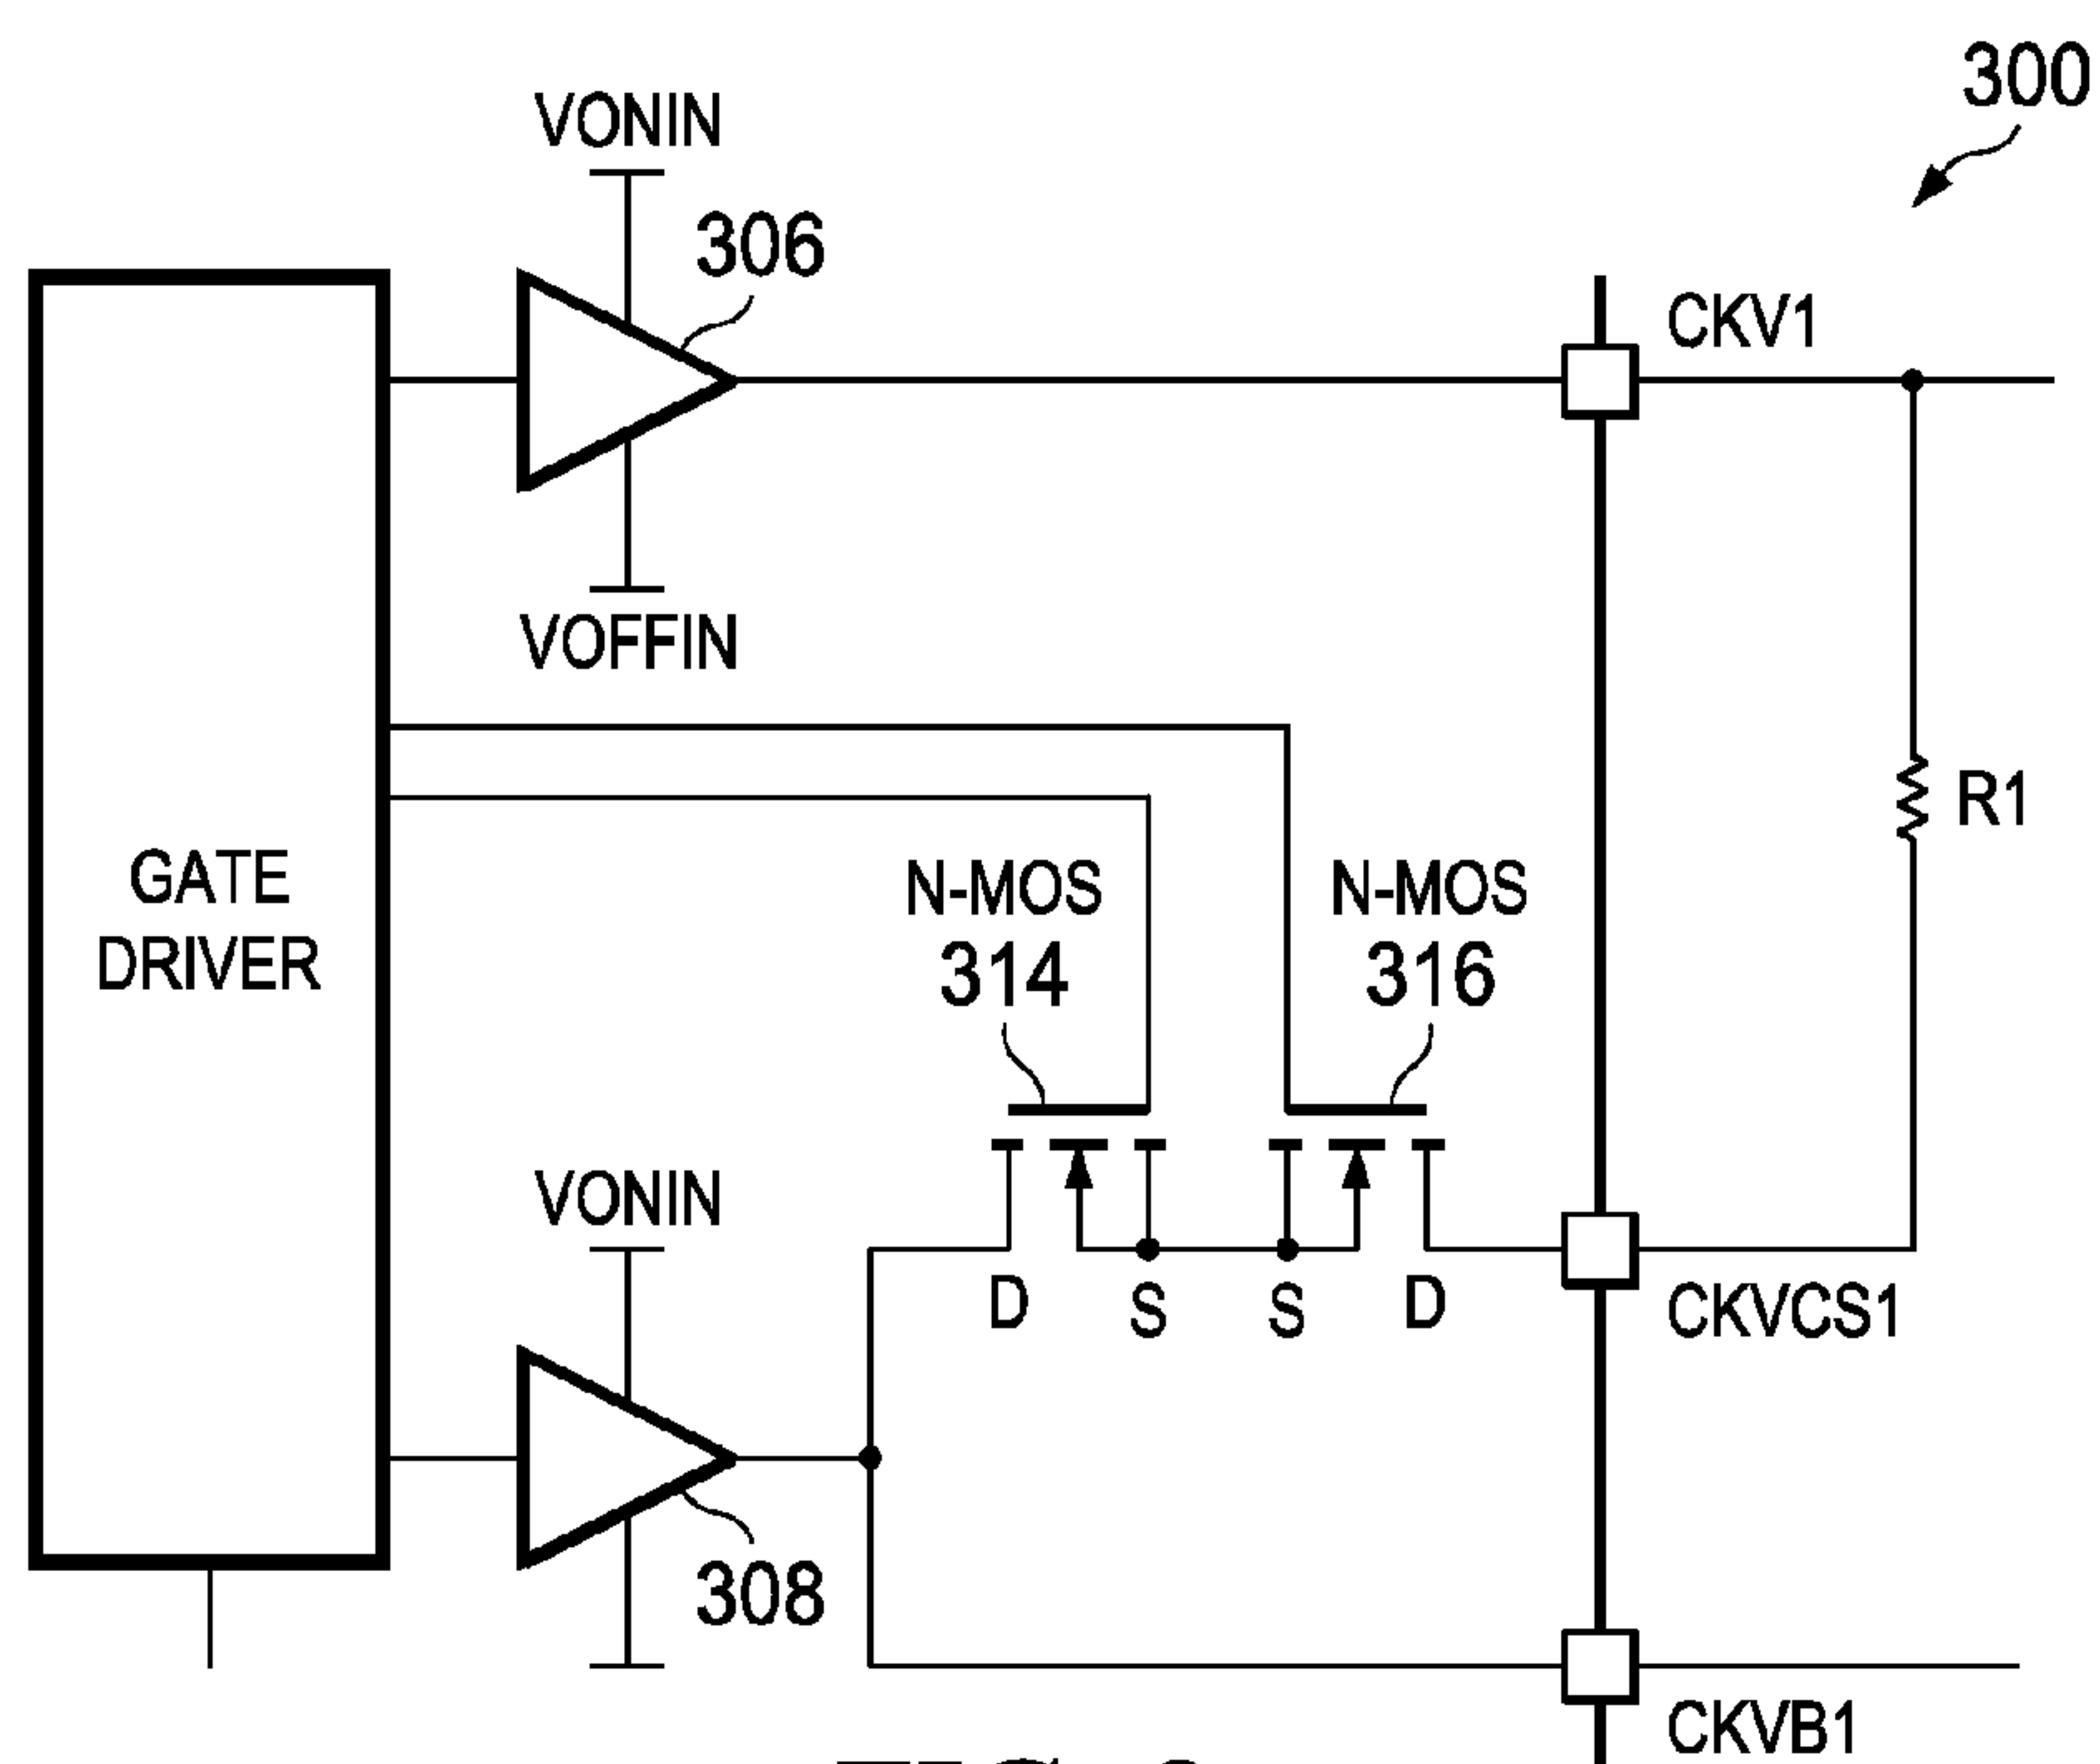 300
VONIN
306
CKV1
VOFFIN
R1
GATE
DRIVER
N-MOS
314
N-MOS
316
VONIN
D
S
S
D
CKVCS1
308
CKVB1